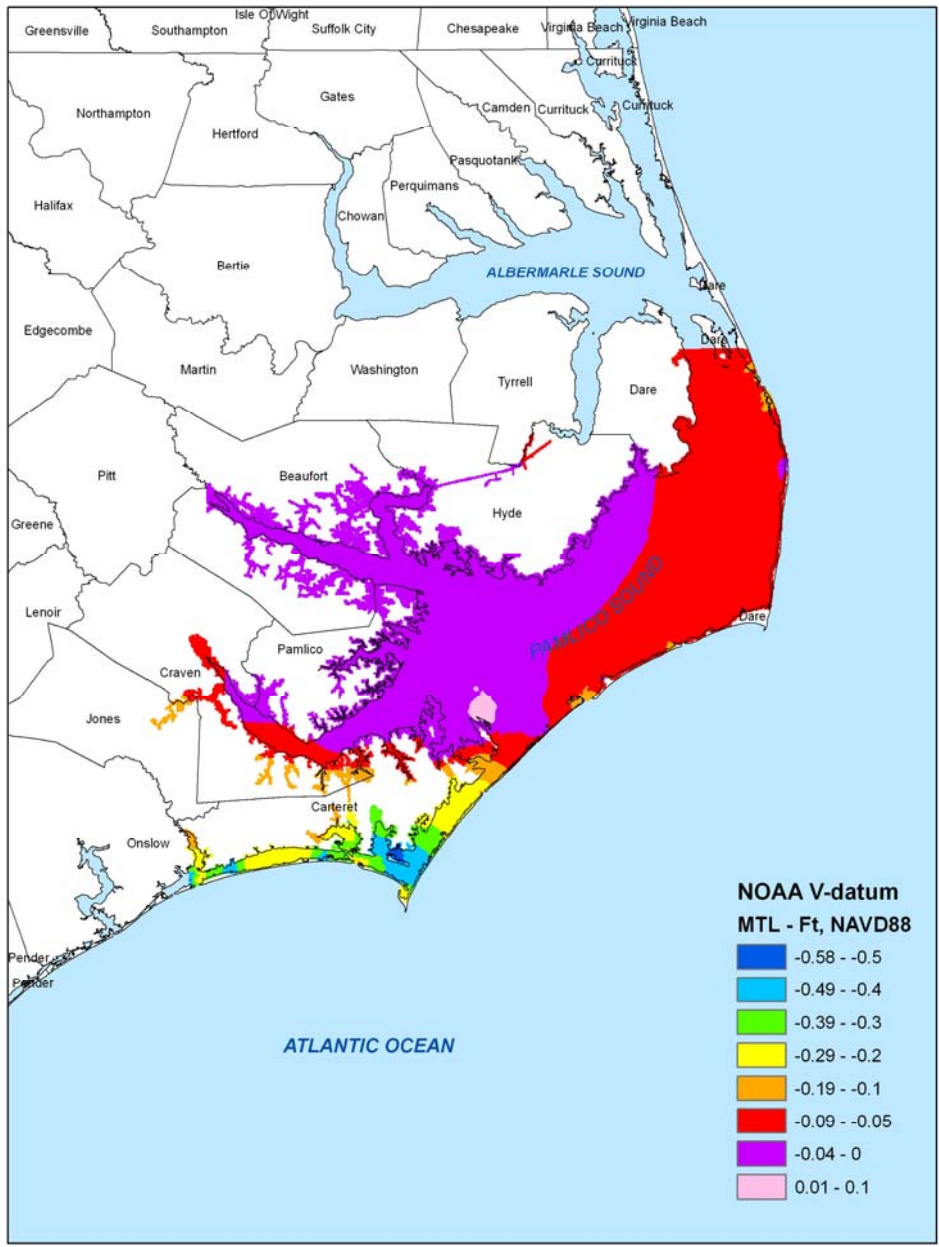 Isle Of Wight
Greensville
Southampton
Suffolk City
Chesapeake
Virginia Beach
Virginia Beach
Currituck
Gates
Northampton
Camden
Currituck
Currituck
Hertford
Pasquotank
Perquimans
Halifax
Chowan
Bertie
ALBERMARLE SOUND
Dare
Edgecombe
Dare
Martin
Washington
Tyrrell
Dare
Pitt
Beaufort
Hyde
Greene
PAMLICO SOUND
Lenoir
Dare
Pamlico
Craven
Jones
Carteret
Onslow
Pender
Pender
ATLANTIC OCEAN
NOAA V-datum
MTL - Ft, NAVD88
-0.58 - -0.5
-0.49 - -0.4
-0.39 - -0.3
-0.29 - -0.2
-0.19 - -0.1
-0.09 - -0.05
-0.04 - 0
0.01 - 0.1